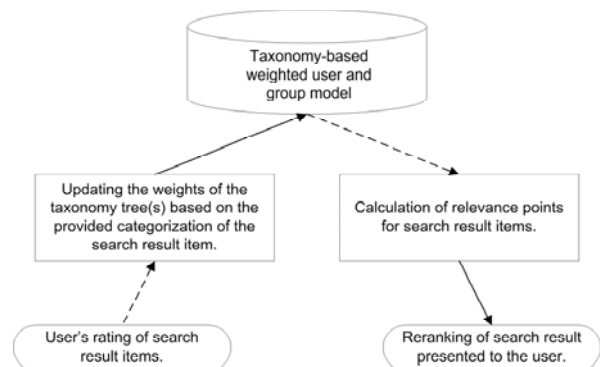 Taxonomy-based
weighted user and
group model
Updating the weights of the
taxonomy tree(s) based on the
provided categorization of the
search result item.
Calculation of relevance points
for search result items.
User's rating of search
result items.
Reranking of search result
presented to the user.